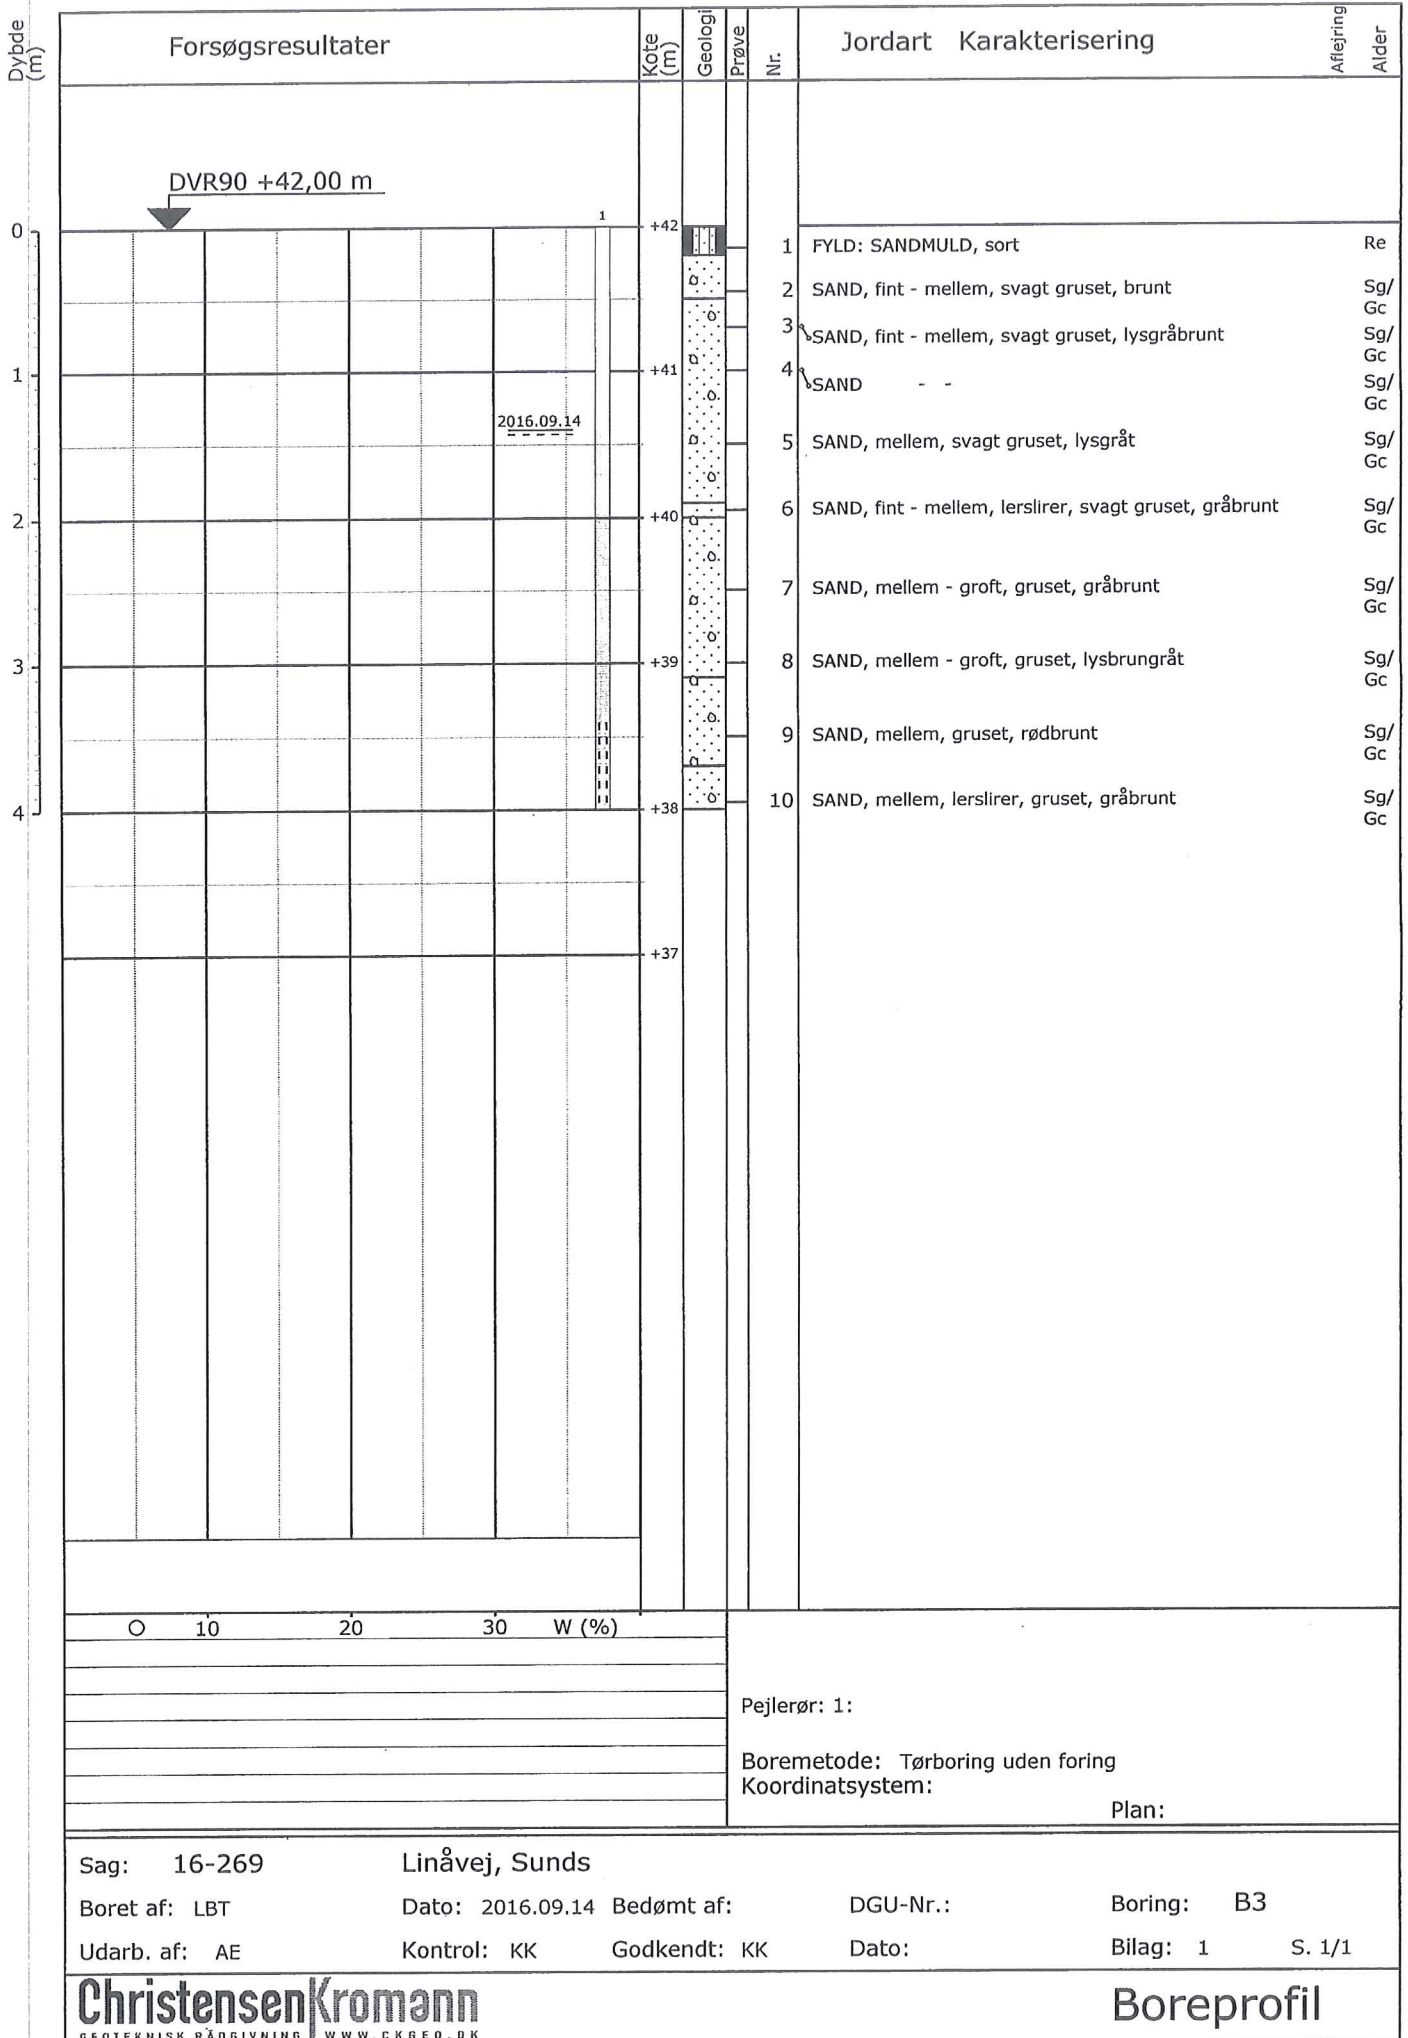 Dybde (m)
Forsøgsresultater
Kote (m)
Geologi
Prøve
Nr.
Jordart Karakterisering
Aflejring
Alder
DVR90 +42,00 m
1
0
+42
1 FYLD: SANDMULD, sort Re
2 SAND, fint - mellem, svagt gruset, brunt Sg/
Gc
3 SAND, fint - mellem, svagt gruset, lysgråbrunt Sg/
Gc
1
+41
4 SAND - - Sg/
Gc
2016.09.14
5 SAND, mellem, svagt gruset, lysgråt Sg/
Gc
2
+40
6 SAND, fint - mellem, lerslirer, svagt gruset, gråbrunt Sg/
Gc
7 SAND, mellem - groft, gruset, gråbrunt Sg/
Gc
3
+39
8 SAND, mellem - groft, gruset, lysbrungråt Sg/
Gc
9 SAND, mellem, gruset, rødbrunt Sg/
Gc
4
+38
10 SAND, mellem, lerslirer, gruset, gråbrunt Sg/
Gc
+37
10 20 30 W (%)
Pejlerør: 1:
Boremetode: Tørboring uden foring
Koordinatsystem:
Plan:
Sag: 16-269 Linåvej, Sunds
Boret af: LBT Dato: 2016.09.14 Bedømt af: DGU-Nr.: Boring: B3
Udarb. af: AE Kontrol: KK Godkendt: KK Dato: Bilag: 1 S. 1/1
ChristensenKromann
GEOTEKNISK RÅDGIVNING WWW.CKGEO.DK
Boreprofil